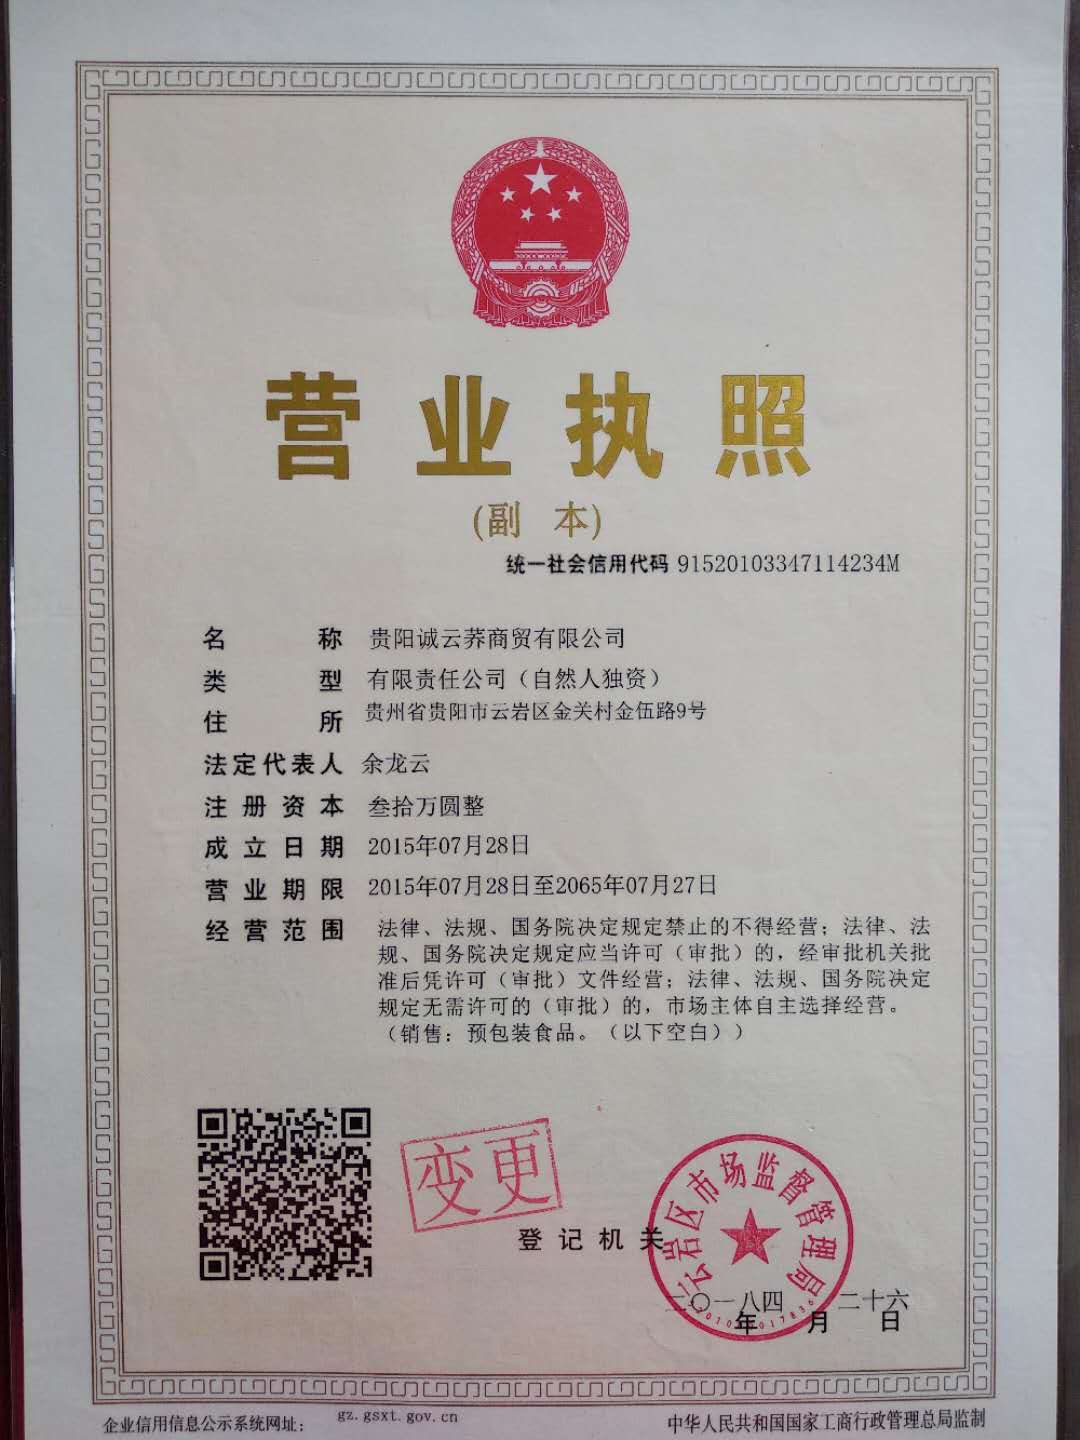 营业执照
(副 本)
统一社会信用代码 91520103347114234M
名称 贵阳诚云荞商贸有限公司
类型 有限责任公司（自然人独资）
住所 贵州省贵阳市云岩区金关村金伍路9号
法定代表人 余龙云
注册资本 叁拾万圆整
成立日期 2015年07月28日
营业期限 2015年07月28日至2065年07月27日
经营范围 法律、法规、国务院决定规定禁止的不得经营；法律、法
规、国务院决定规定应当许可（审批）的，经审批机关批
准后凭许可（审批）文件经营；法律、法规、国务院决定
规定无需许可的（审批）的，市场主体自主选择经营。
（销售：预包装食品。（以下空白））
变更
云岩区市场监督管理局
登记机关
二〇一八年四月二十六日
企业信用信息公示系统网址： gz.gsxt.gov.cn
中华人民共和国国家工商行政管理总局监制